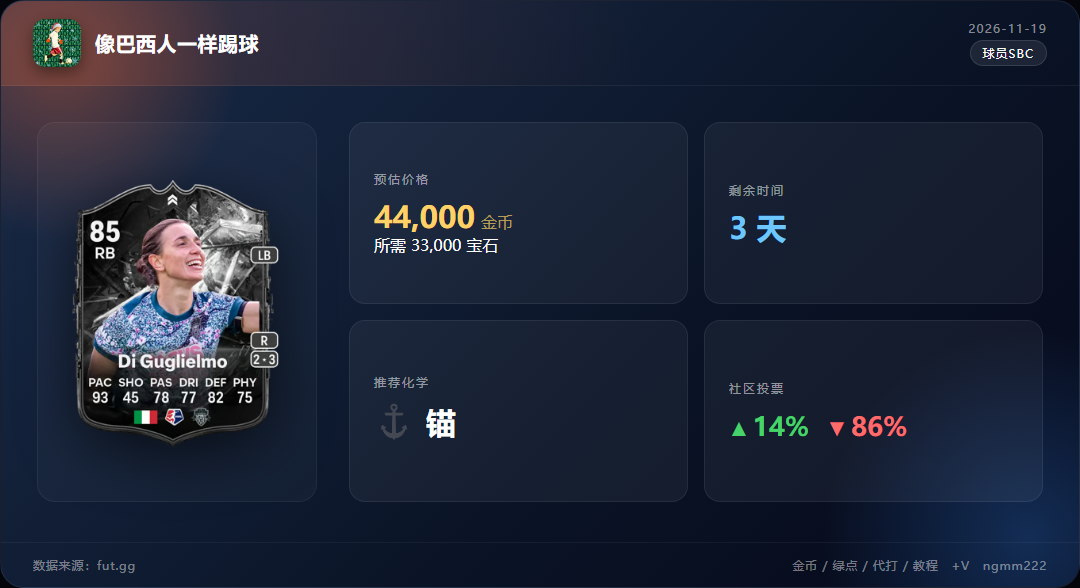 像巴西人一样踢球
2026-11-19
球员SBC
85
RB
LB
R
2 • 3
Di Guglielmo
PAC SHO PAS DRI DEF PHY
93 45 78 77 82 75
预估价格
44,000 金币
所需 33,000 宝石
剩余时间
3 天
推荐化学
锚
社区投票
▲14% ▼86%
数据来源：fut.gg
金币 / 绿点 / 代打 / 教程 +V ngmm222